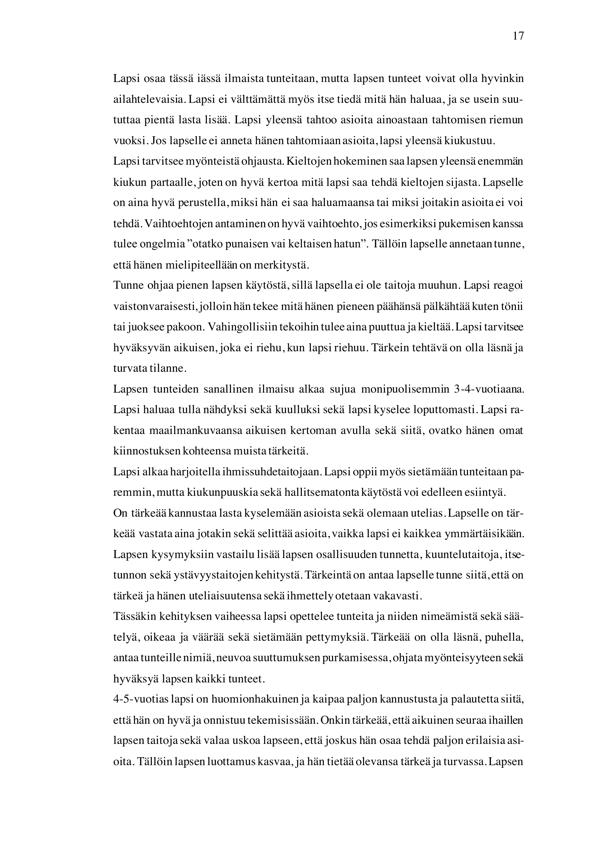 17
Lapsi osaa tässä iässä ilmaista tunteitaan, mutta lapsen tunteet voivat olla hyvinkin
ailahtelevaisia. Lapsi ei välttämättä myös itse tiedä mitä hän haluaa, ja se usein suu-
tuttaa pientä lasta lisää. Lapsi yleensä tahtoo asioita ainoastaan tahtomisen riemun
vuoksi. Jos lapselle ei anneta hänen tahtomiaan asioita, lapsi yleensä kiukustuu.
Lapsi tarvitsee myönteistä ohjausta. Kieltojen hokeminen saa lapsen yleensä enemmän
kiukun partaalle, joten on hyvä kertoa mitä lapsi saa tehdä kieltojen sijasta. Lapselle
on aina hyvä perustella, miksi hän ei saa haluamaansa tai miksi joitakin asioita ei voi
tehdä. Vaihtoehtojen antaminen on hyvä vaihtoehto, jos esimerkiksi pukemisen kanssa
tulee ongelmia ”otatko punaisen vai keltaisen hatun”. Tällöin lapselle annetaan tunne,
että hänen mielipiteellään on merkitystä.
Tunne ohjaa pienen lapsen käytöstä, sillä lapsella ei ole taitoja muuhun. Lapsi reagoi
vaistonvaraisesti, jolloin hän tekee mitä hänen pieneen päähänsä pälkähtää kuten tönii
tai juoksee pakoon. Vahingollisiin tekoihin tulee aina puuttua ja kieltää. Lapsi tarvitsee
hyväksyvän aikuisen, joka ei riehu, kun lapsi riehuu. Tärkein tehtävä on olla läsnä ja
turvata tilanne.
Lapsen tunteiden sanallinen ilmaisu alkaa sujua monipuolisemmin 3-4-vuotiaana.
Lapsi haluaa tulla nähdyksi sekä kuulluksi sekä lapsi kyselee loputtomasti. Lapsi ra-
kentaa maailmankuvaansa aikuisen kertoman avulla sekä siitä, ovatko hänen omat
kiinnostuksen kohteensa muista tärkeitä.
Lapsi alkaa harjoitella ihmissuhdetaitojaan. Lapsi oppii myös sietämään tunteitaan pa-
remmin, mutta kiukunpuuskia sekä hallitsematonta käytöstä voi edelleen esiintyä.
On tärkeää kannustaa lasta kyselemään asioista sekä olemaan utelias. Lapselle on tär-
keää vastata aina jotakin sekä selittää asioita, vaikka lapsi ei kaikkea ymmärtäisikään.
Lapsen kysymyksiin vastailu lisää lapsen osallisuuden tunnetta, kuuntelutaitoja, itse-
tunnon sekä ystävyystaitojen kehitystä. Tärkeintä on antaa lapselle tunne siitä, että on
tärkeä ja hänen uteliaisuutensa sekä ihmettely otetaan vakavasti.
Tässäkin kehityksen vaiheessa lapsi opettelee tunteita ja niiden nimeämistä sekä sää-
telyä, oikeaa ja väärää sekä sietämään pettymyksiä. Tärkeää on olla läsnä, puhella,
antaa tunteille nimiä, neuvoa suuttumuksen purkamisessa, ohjata myönteisyyteen sekä
hyväksyä lapsen kaikki tunteet.
4-5-vuotias lapsi on huomionhakuinen ja kaipaa paljon kannustusta ja palautetta siitä,
että hän on hyvä ja onnistuu tekemisissään. Onkin tärkeää, että aikuinen seuraa ihaillen
lapsen taitoja sekä valaa uskoa lapseen, että joskus hän osaa tehdä paljon erilaisia asi-
oita. Tällöin lapsen luottamus kasvaa, ja hän tietää olevansa tärkeä ja turvassa. Lapsen